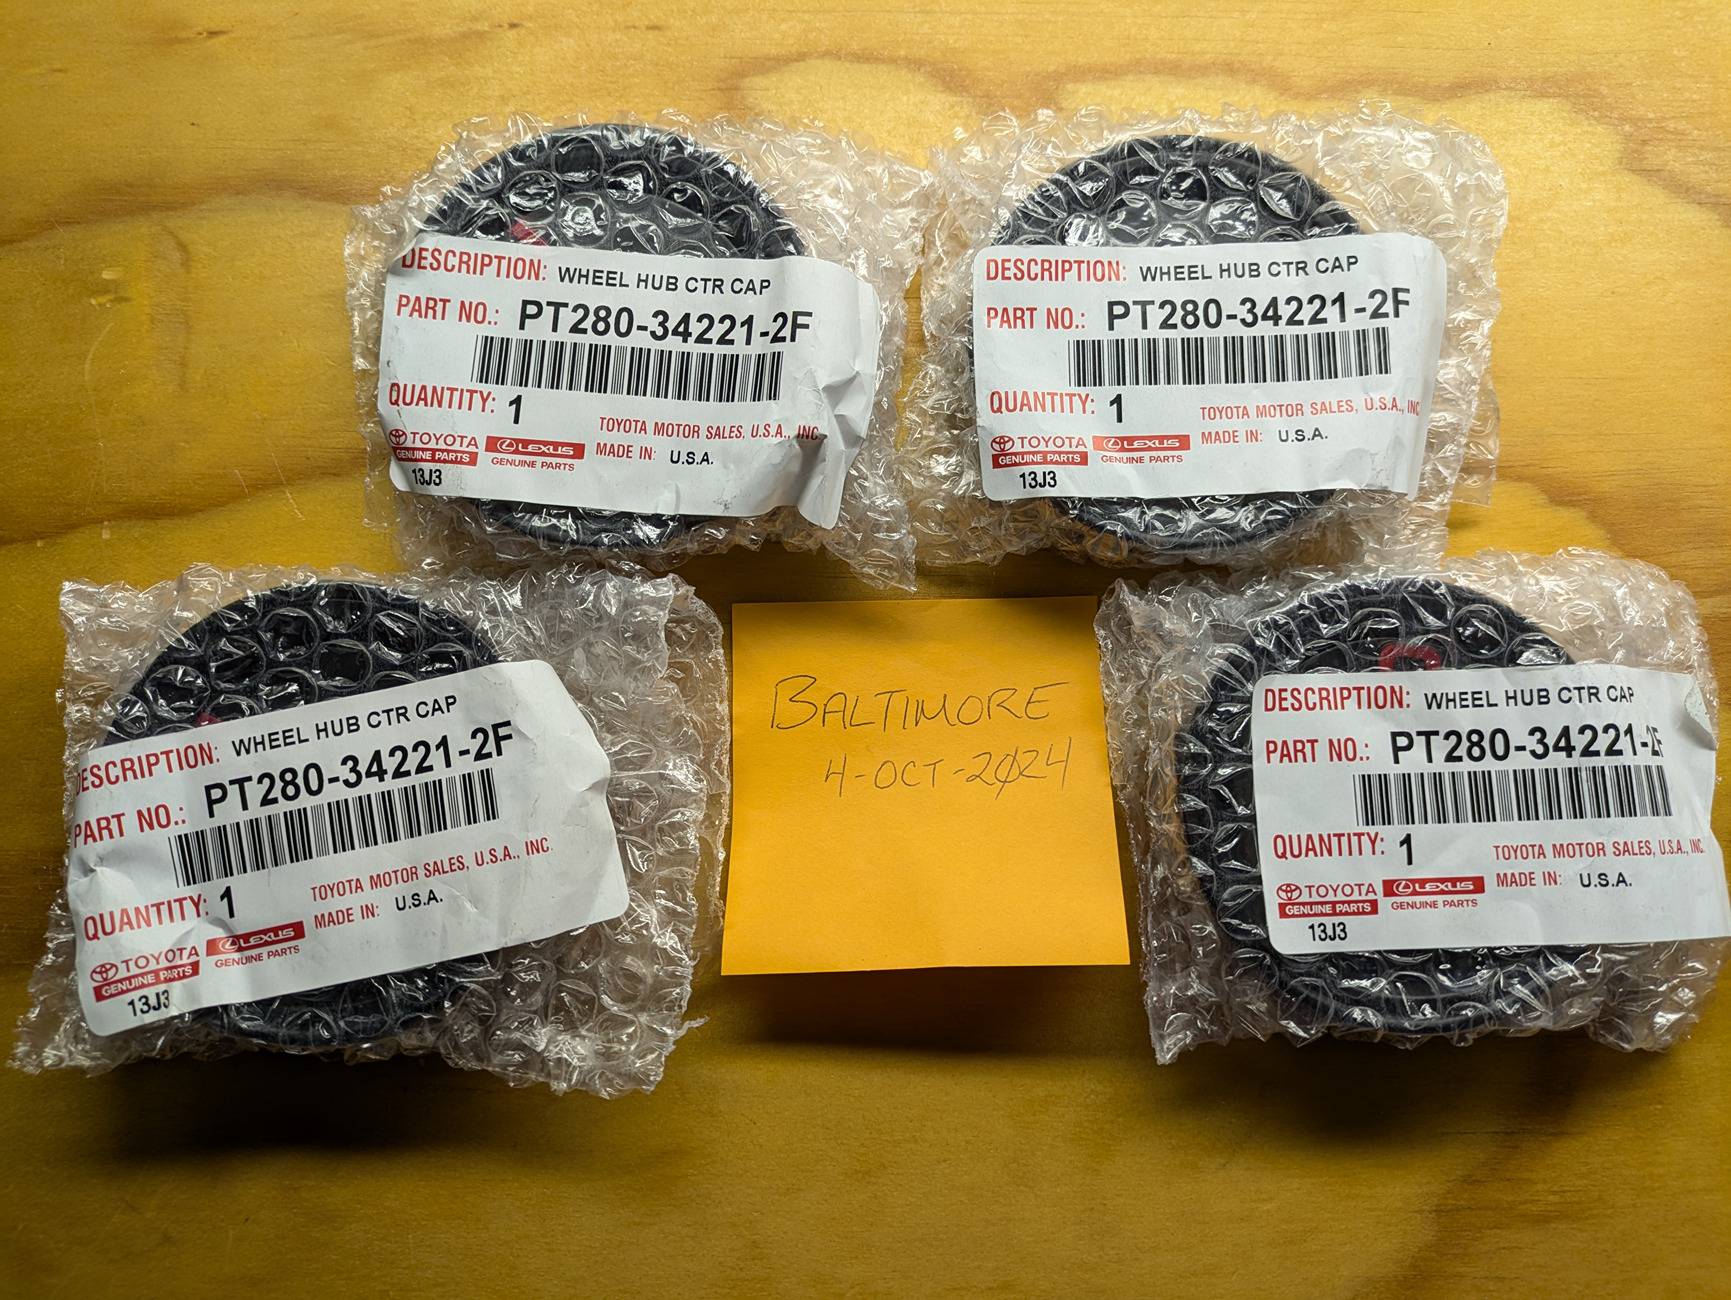 DESCRIPTION: WHEEL HUB CTR CAP
PART NO.: PT280-34221-2F
QUANTITY: 1
TOYOTA MOTOR SALES, U.S.A., INC.
TOYOTA LEXUS MADE IN: U.S.A.
GENUINE PARTS GENUINE PARTS
13J3
DESCRIPTION: WHEEL HUB CTR CAP
PART NO.: PT280-34221-2F
QUANTITY: 1
TOYOTA MOTOR SALES, U.S.A., INC
TOYOTA LEXUS MADE IN: U.S.A.
GENUINE PARTS GENUINE PARTS
13J3
DESCRIPTION: WHEEL HUB CTR CAP
PART NO.: PT280-34221-2F
QUANTITY: 1
TOYOTA MOTOR SALES, U.S.A., INC.
TOYOTA LEXUS MADE IN: U.S.A.
GENUINE PARTS GENUINE PARTS
13J3
BALTIMORE
4-OCT-2024
DESCRIPTION: WHEEL HUB CTR CAP
PART NO.: PT280-34221-2F
QUANTITY: 1
TOYOTA MOTOR SALES, U.S.A., INC.
TOYOTA LEXUS MADE IN: U.S.A.
GENUINE PARTS GENUINE PARTS
13J3